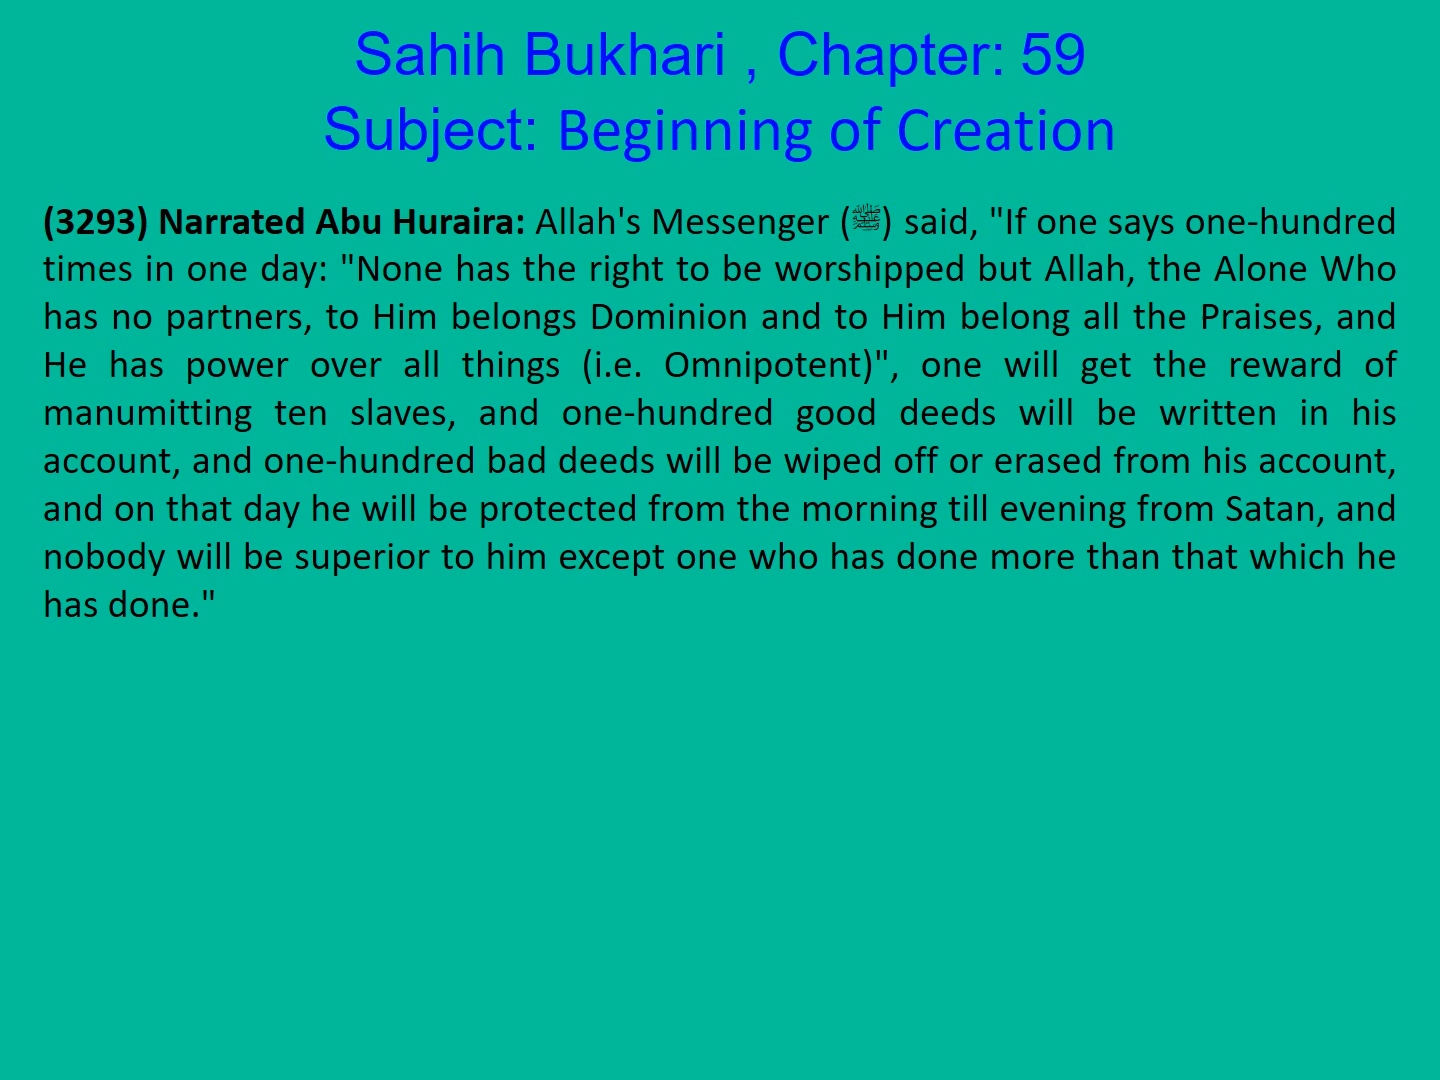 Sahih Bukhari , Chapter: 59
Subject: Beginning of Creation
(3293) Narrated Abu Huraira: Allah's Messenger (ﷺ) said, "If one says one-hundred
times in one day: "None has the right to be worshipped but Allah, the Alone Who
has no partners, to Him belongs Dominion and to Him belong all the Praises, and
He has power over all things (i.e. Omnipotent)", one will get the reward of
manumitting ten slaves, and one-hundred good deeds will be written in his
account, and one-hundred bad deeds will be wiped off or erased from his account,
and on that day he will be protected from the morning till evening from Satan, and
nobody will be superior to him except one who has done more than that which he
has done."